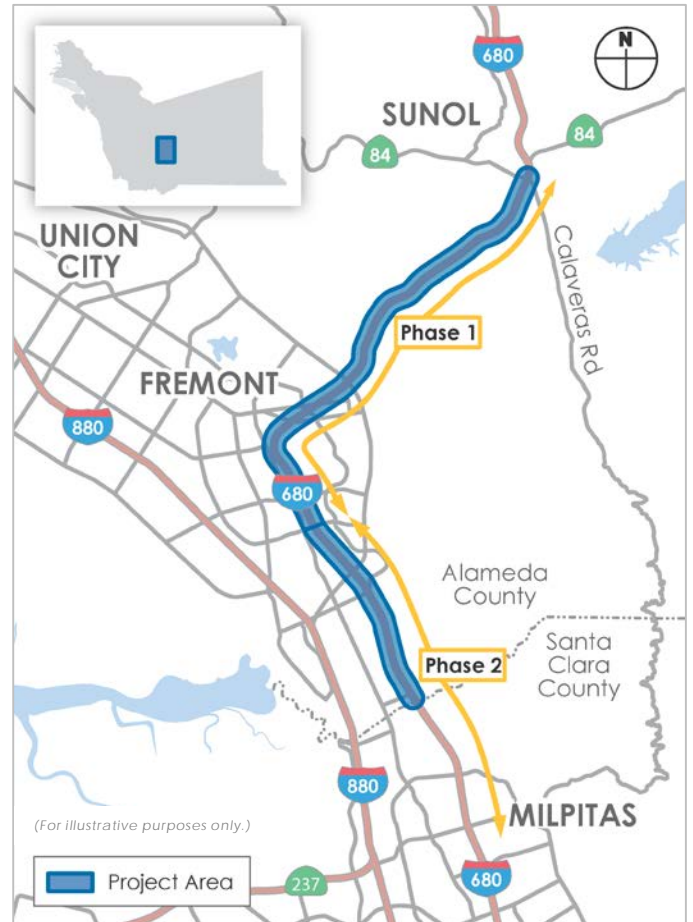 N
680
SUNOL
84
84
UNION
CITY
Calaveras Rd
Phase 1
FREMONT
880
680
Alameda
County
Santa
Clara
County
Phase 2
880
(For illustrative purposes only.)
MILPITAS
Project Area
237
680